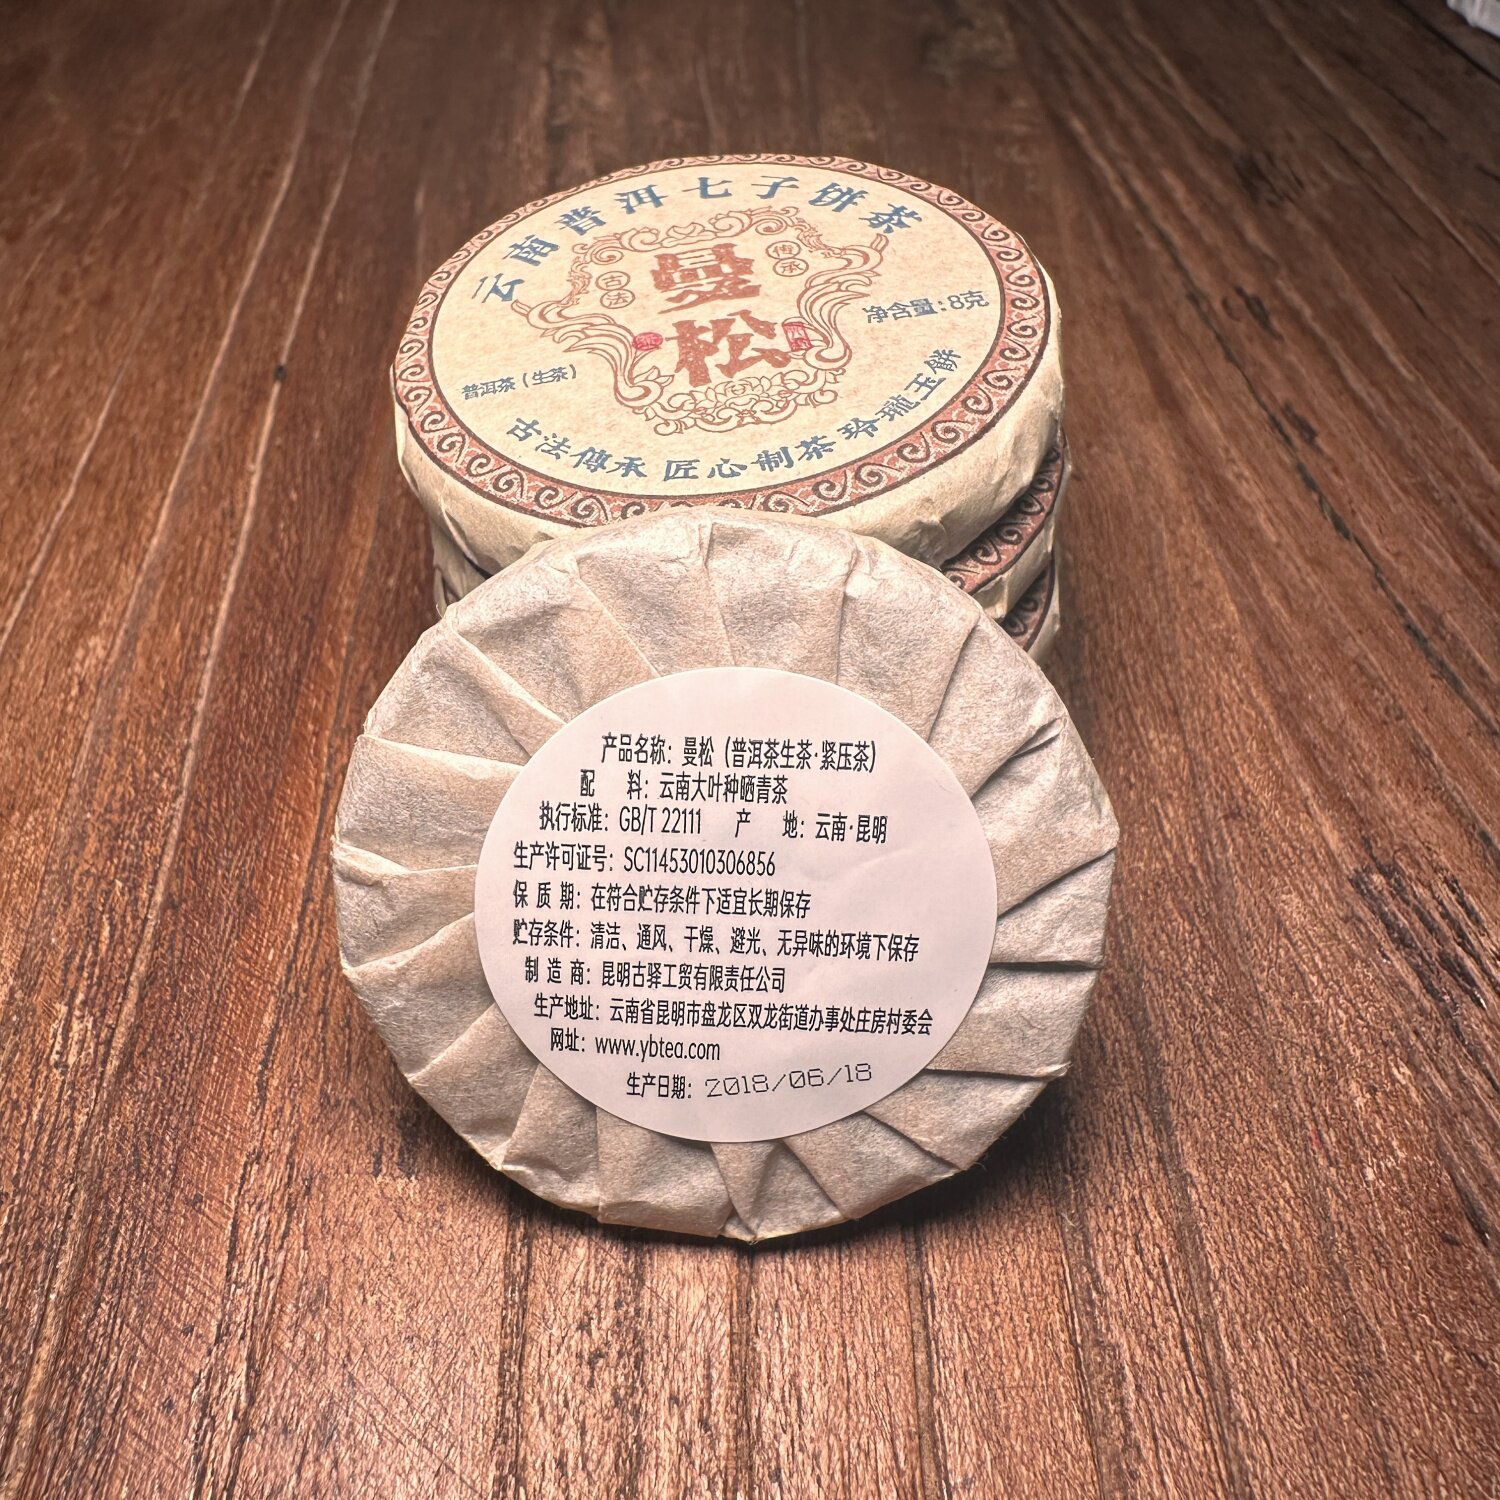 云南普洱七子饼茶
古法
传承
曼松
净含量:8克
普洱茶(生茶)
古法傳承 匠心制茶 玲瓏玉餅
产品名称: 曼松 (普洱茶生茶·紧压茶)
配 料: 云南大叶种晒青茶
执行标准: GB/T 22111 产 地: 云南·昆明
生产许可证号: SC11453010306856
保 质 期: 在符合贮存条件下适宜长期保存
贮存条件: 清洁、通风、干燥、避光、无异味的环境下保存
制 造 商: 昆明古驿工贸有限责任公司
生产地址: 云南省昆明市盘龙区双龙街道办事处庄房村委会
网址: www.ybtea.com
生产日期: 2018/06/18